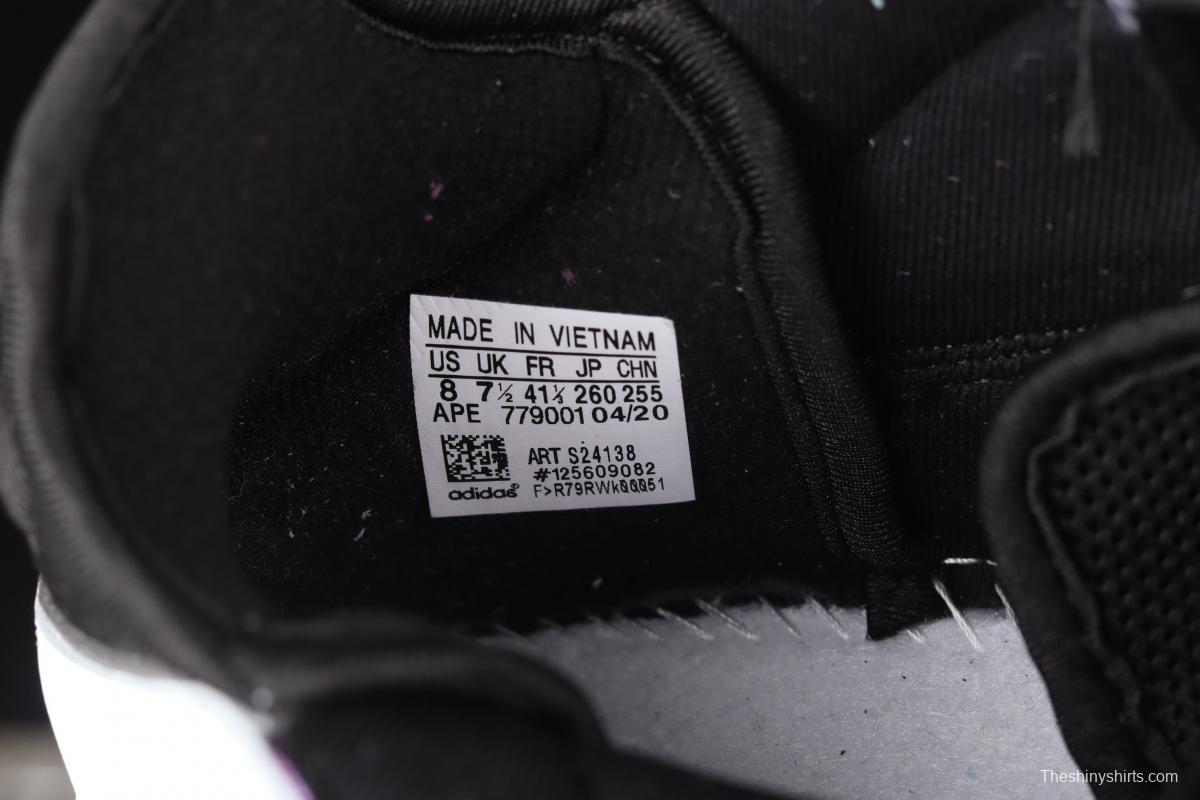 MADE IN VIETNAM
US UK FR JP CHN
8 7½ 41⅓ 260 255
APE 779001 04/20
ART S24138
#125609082
adidas® F>R79RWk00051
Theshinyshirts.com